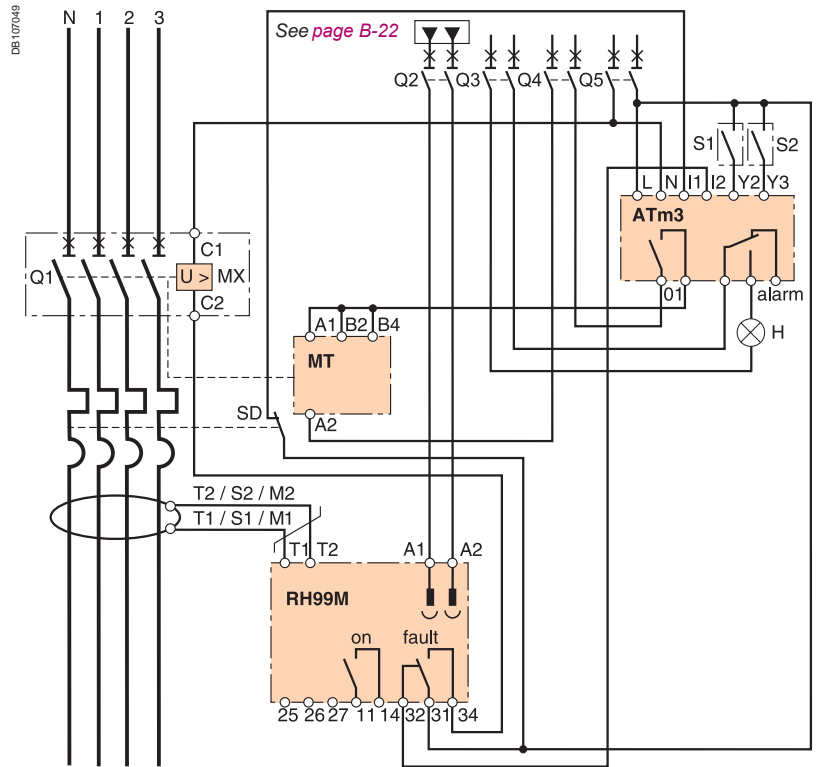 DB107049
N 1 2 3
See page B-22
Q2 Q3 Q4 Q5
S1 S2
L N I1 I2 Y2 Y3
ATm3
01 alarm
H
C1
Q1 U > MX
C2
A1 B2 B4
MT
A2
SD
T2 / S2 / M2
T1 / S1 / M1
T1 T2 A1 A2
RH99M
on fault
25 26 27 11 14 32 31 34